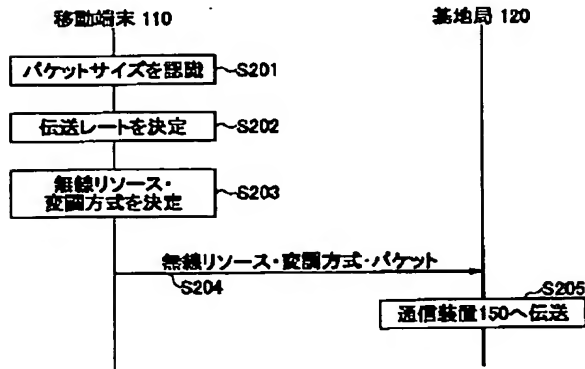 移動端末 110
基地局 120
パケットサイズを認識
S201
伝送レートを決定
S202
無線リソース・
変調方式を決定
S203
無線リソース・変調方式・パケット
S204
S205
通信装置150へ伝送